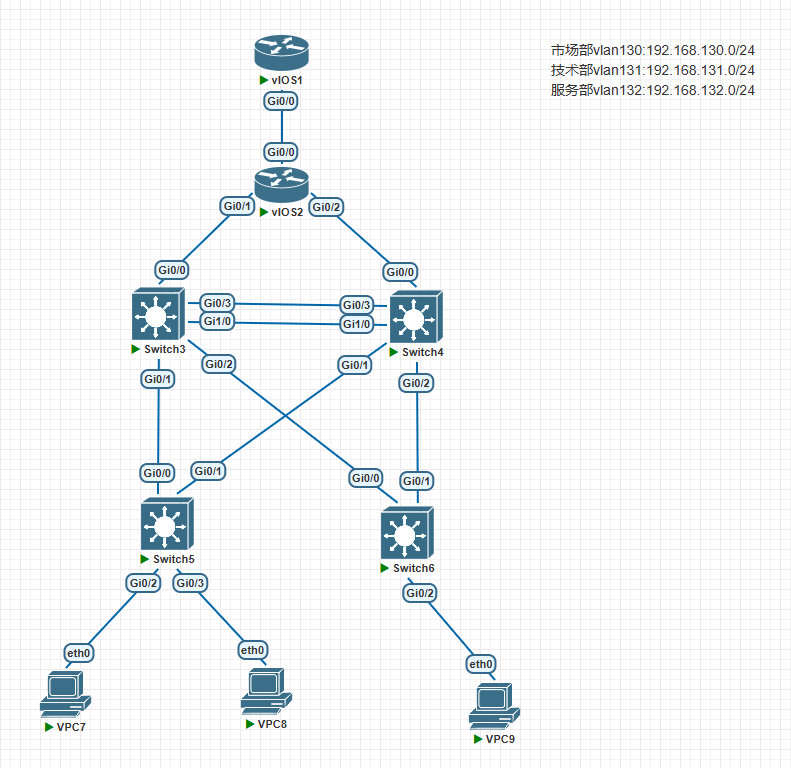 市场部vlan130:192.168.130.0/24
技术部vlan131:192.168.131.0/24
服务部vlan132:192.168.132.0/24
vIOS1
Gi0/0
Gi0/0
vIOS2
Gi0/1
Gi0/2
Gi0/0
Gi0/0
Gi0/3
Gi0/3
Gi1/0
Gi1/0
Switch3
Switch4
Gi0/2
Gi0/1
Gi0/1
Gi0/2
Gi0/0
Gi0/1
Gi0/0
Gi0/1
Switch5
Switch6
Gi0/2
Gi0/3
Gi0/2
eth0
eth0
eth0
VPC7
VPC8
VPC9